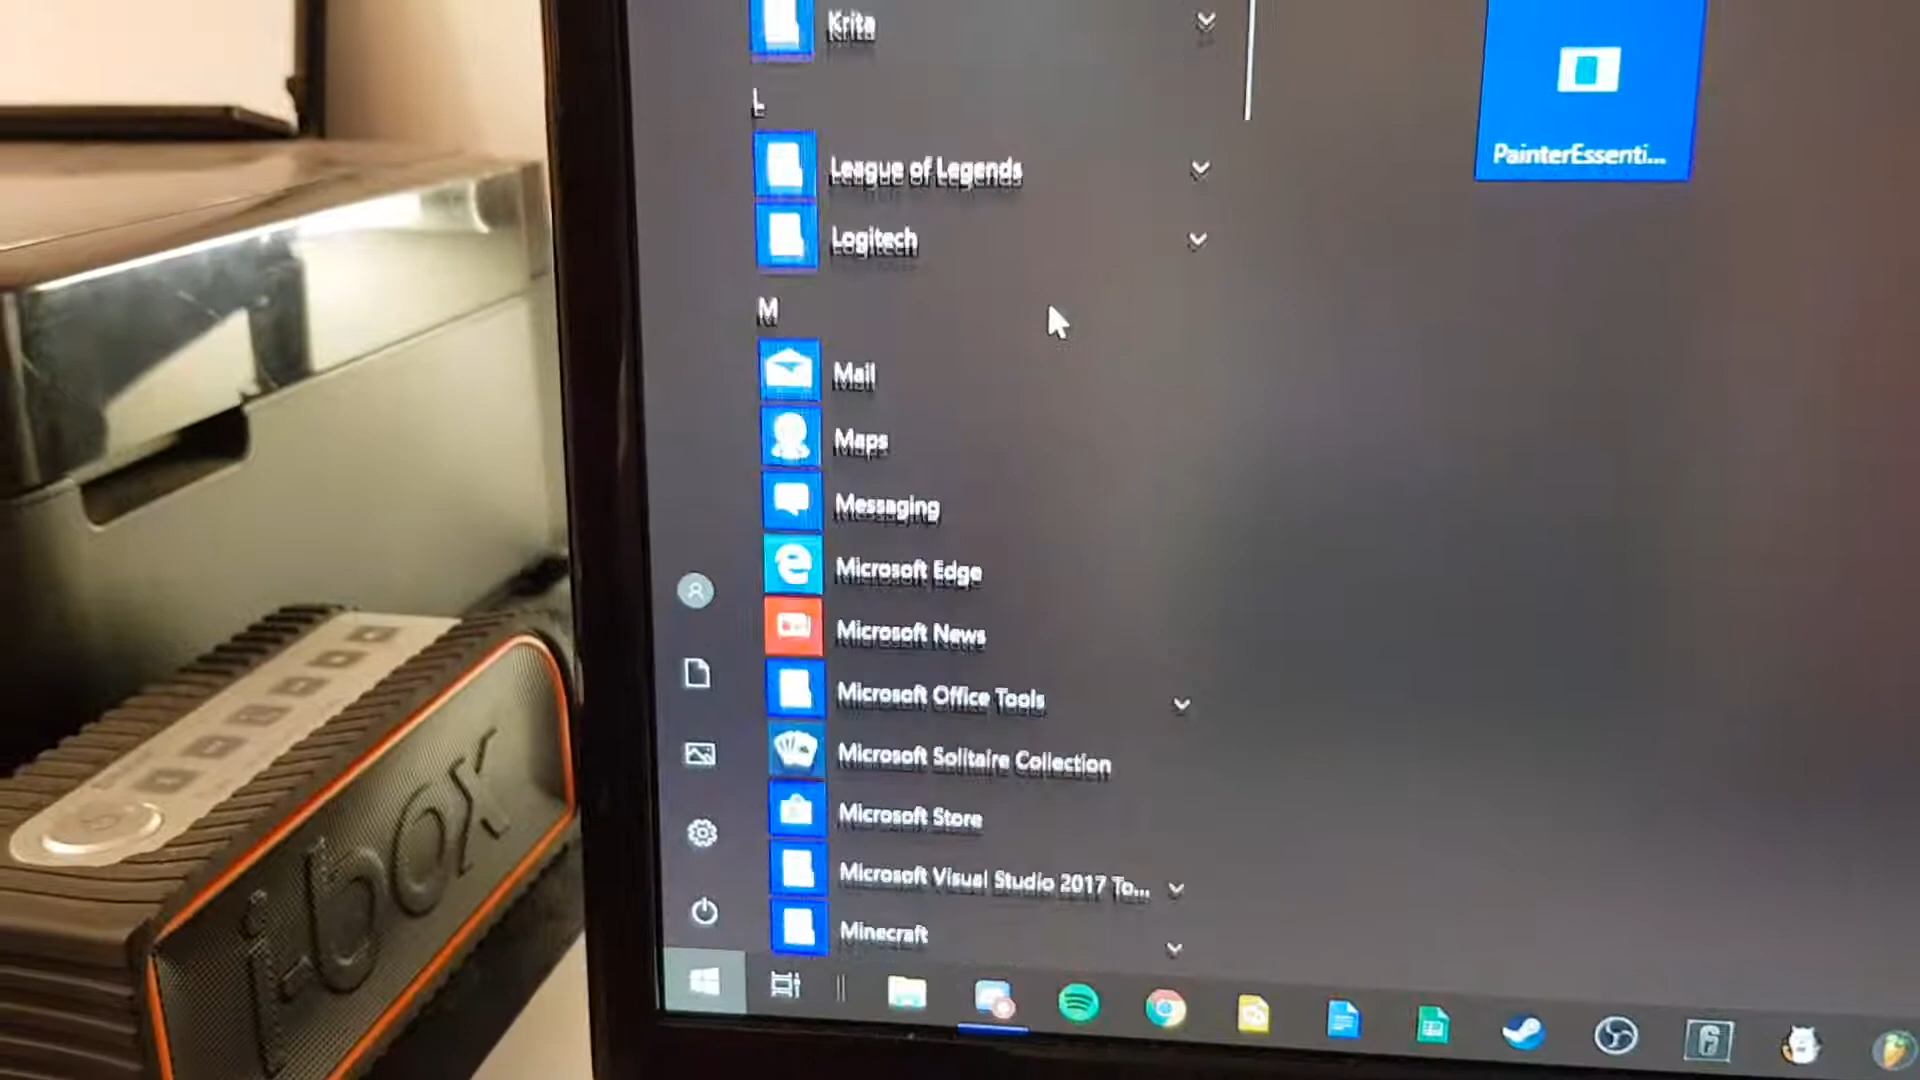 Krita
L
League of Legends
Logitech
M
Mail
Maps
Messaging
Microsoft Edge
Microsoft News
Microsoft Office Tools
Microsoft Solitaire Collection
Microsoft Store
Microsoft Visual Studio 2017 To...
Minecraft
PainterEssenti...
i-box